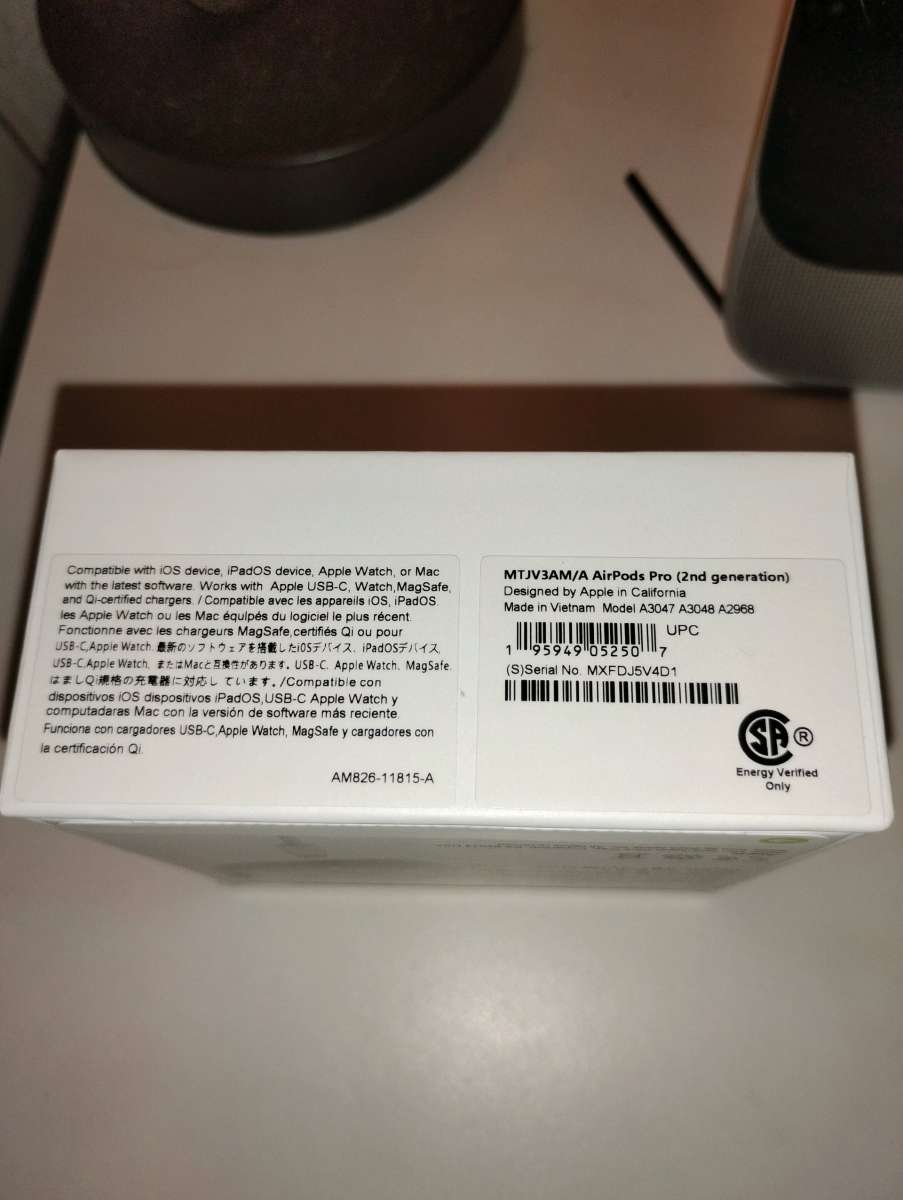 Compatible with iOS device, iPadOS device, Apple Watch, or Mac
with the latest software. Works with Apple USB-C, Watch,MagSafe,
and Qi-certified chargers. / Compatible avec les appareils iOS, iPadOS.
les Apple Watch ou les Mac équipés du logiciel le plus récent.
Fonctionne avec les chargeurs MagSafe,certifiés Qi ou pour
USB-C,Apple Watch. 最新のソフトウェアを搭載したiOSデバイス、iPadOSデバイス、
USB-C,Apple Watch、またはMacと互換性があります。USB-C、Apple Watch、MagSafe.
はましQi規格の充電器に対応し ています。/Compatible con
dispositivos iOS dispositivos iPadOS,USB-C Apple Watch y
computadaras Mac con la versión de software más reciente.
Funciona con cargadores USB-C,Apple Watch, MagSafe y cargadores con
la certificación Qi.
AM826-11815-A
MTJV3AM/A AirPods Pro (2nd generation)
Designed by Apple in California
Made in Vietnam Model A3047 A3048 A2968
UPC
1 95949 05250 7
(S)Serial No. MXFDJ5V4D1
SA ®
Energy Verified
Only